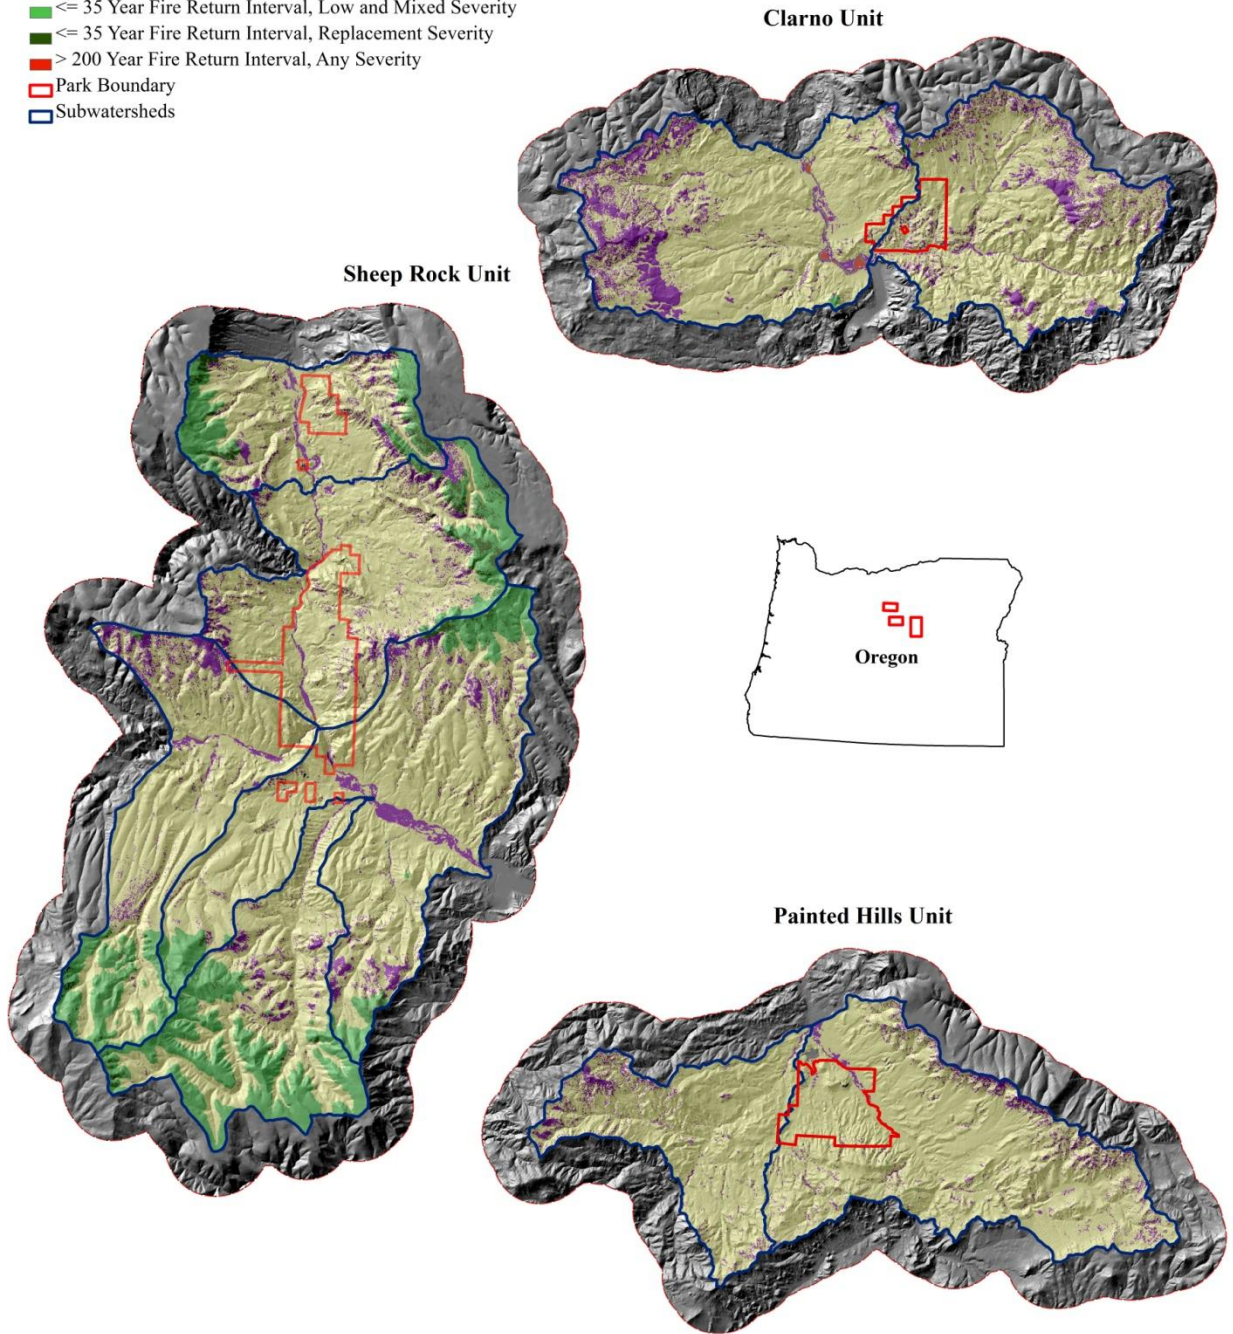 <= 35 Year Fire Return Interval, Low and Mixed Severity
<= 35 Year Fire Return Interval, Replacement Severity
> 200 Year Fire Return Interval, Any Severity
Park Boundary
Subwatersheds
Clarno Unit
Sheep Rock Unit
Oregon
Painted Hills Unit